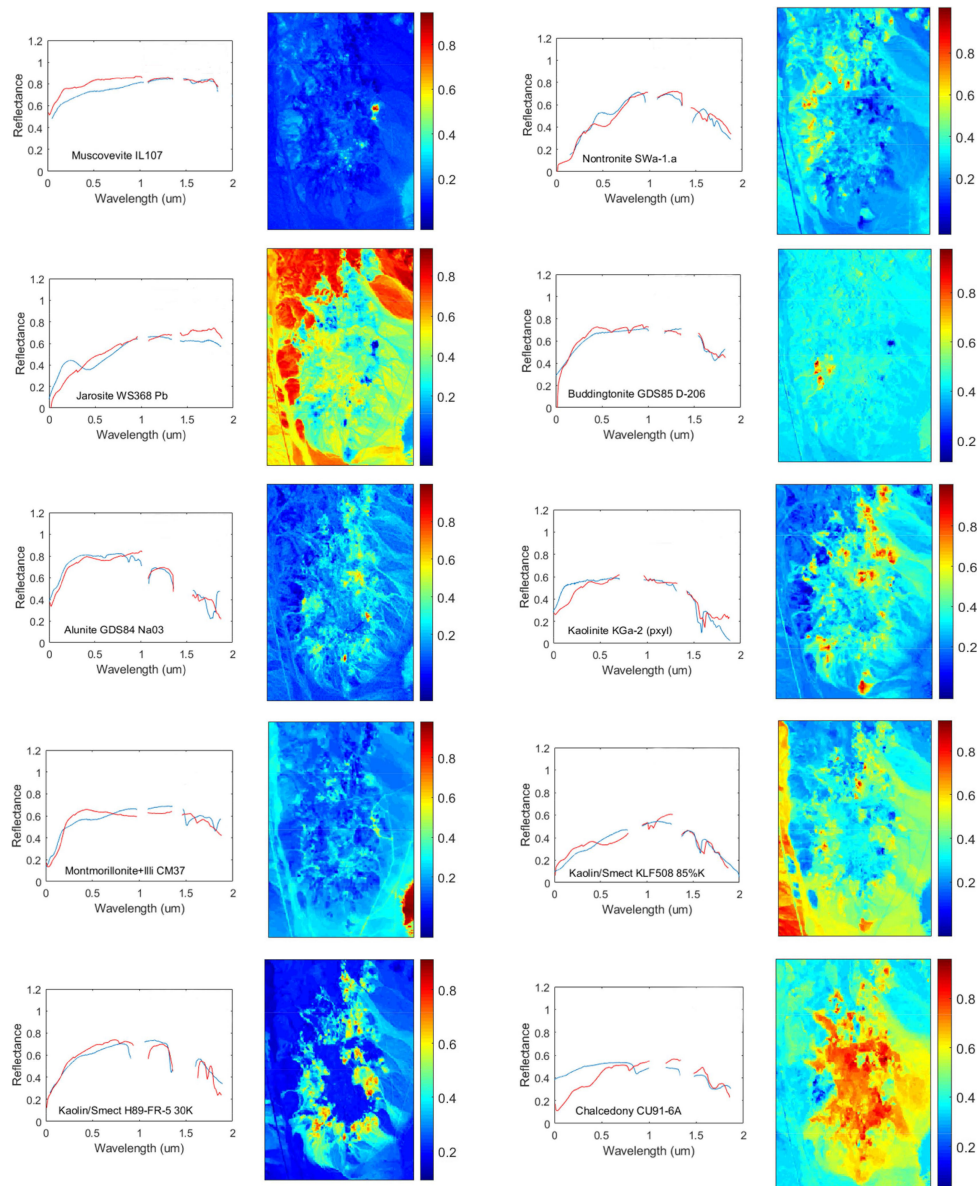 1.2
1
0.8
0.6
0.4
0.2
0
Reflectance
Muscovevite IL107
0 0.5 1 1.5 2
Wavelength (um)
0.8
0.6
0.4
0.2
1.2
1
0.8
0.6
0.4
0.2
0
Reflectance
Nontronite SWa-1.a
0 0.5 1 1.5 2
Wavelength (um)
0.8
0.6
0.4
0.2
1.2
1
0.8
0.6
0.4
0.2
0
Reflectance
Jarosite WS368 Pb
0 0.5 1 1.5 2
Wavelength (um)
0.8
0.6
0.4
0.2
1.2
1
0.8
0.6
0.4
0.2
0
Reflectance
Buddingtonite GDS85 D-206
0 0.5 1 1.5 2
Wavelength (um)
0.8
0.6
0.4
0.2
1.2
1
0.8
0.6
0.4
0.2
0
Reflectance
Alunite GDS84 Na03
0 0.5 1 1.5 2
Wavelength (um)
0.8
0.6
0.4
0.2
1.2
1
0.8
0.6
0.4
0.2
0
Reflectance
Kaolinite KGa-2 (pxyl)
0 0.5 1 1.5 2
Wavelength (um)
0.8
0.6
0.4
0.2
1.2
1
0.8
0.6
0.4
0.2
0
Reflectance
Montmorillonite+Illi CM37
0 0.5 1 1.5 2
Wavelength (um)
0.8
0.6
0.4
0.2
1.2
1
0.8
0.6
0.4
0.2
0
Reflectance
Kaolin/Smect KLF508 85%K
0 0.5 1 1.5 2
Wavelength (um)
0.8
0.6
0.4
0.2
1.2
1
0.8
0.6
0.4
0.2
0
Reflectance
Kaolin/Smect H89-FR-5 30K
0 0.5 1 1.5 2
Wavelength (um)
0.8
0.6
0.4
0.2
1.2
1
0.8
0.6
0.4
0.2
0
Reflectance
Chalcedony CU91-6A
0 0.5 1 1.5 2
Wavelength (um)
0.8
0.6
0.4
0.2